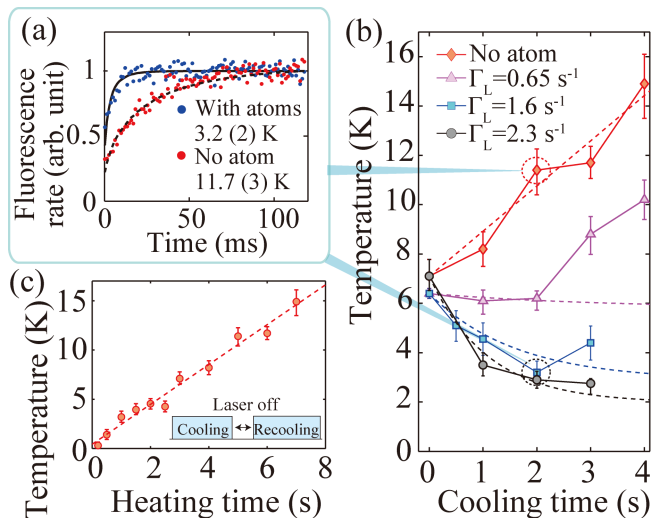 (a)
Fluorescence
rate (arb. unit)
1
0.5
0
With atoms
3.2 (2) K
No atom
11.7 (3) K
0
50
100
Time (ms)
(b)
Temperature (K)
16
14
12
10
8
6
4
2
0
No atom
Γ_L=0.65 s⁻¹
Γ_L=1.6 s⁻¹
Γ_L=2.3 s⁻¹
0 1 2 3 4
Cooling time (s)
(c)
Temperature (K)
15
10
5
0
Laser off
Cooling
Recooling
0 2 4 6 8
Heating time (s)